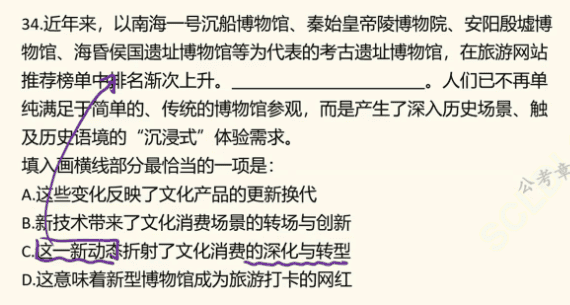 34.近年来，以南海一号沉船博物馆、秦始皇帝陵博物院、安阳殷墟博
物馆、海昏侯国遗址博物馆等为代表的考古遗址博物馆，在旅游网站
推荐榜单中排名渐次上升。____________________。人们已不再单
纯满足于简单的、传统的博物馆参观，而是产生了深入历史场景、触
及历史语境的“沉浸式”体验需求。
填入画横线部分最恰当的一项是：
A.这些变化反映了文化产品的更新换代
B.新技术带来了文化消费场景的转场与创新
C.这一新动态折射了文化消费的深化与转型
D.这意味着新型博物馆成为旅游打卡的网红
公考章